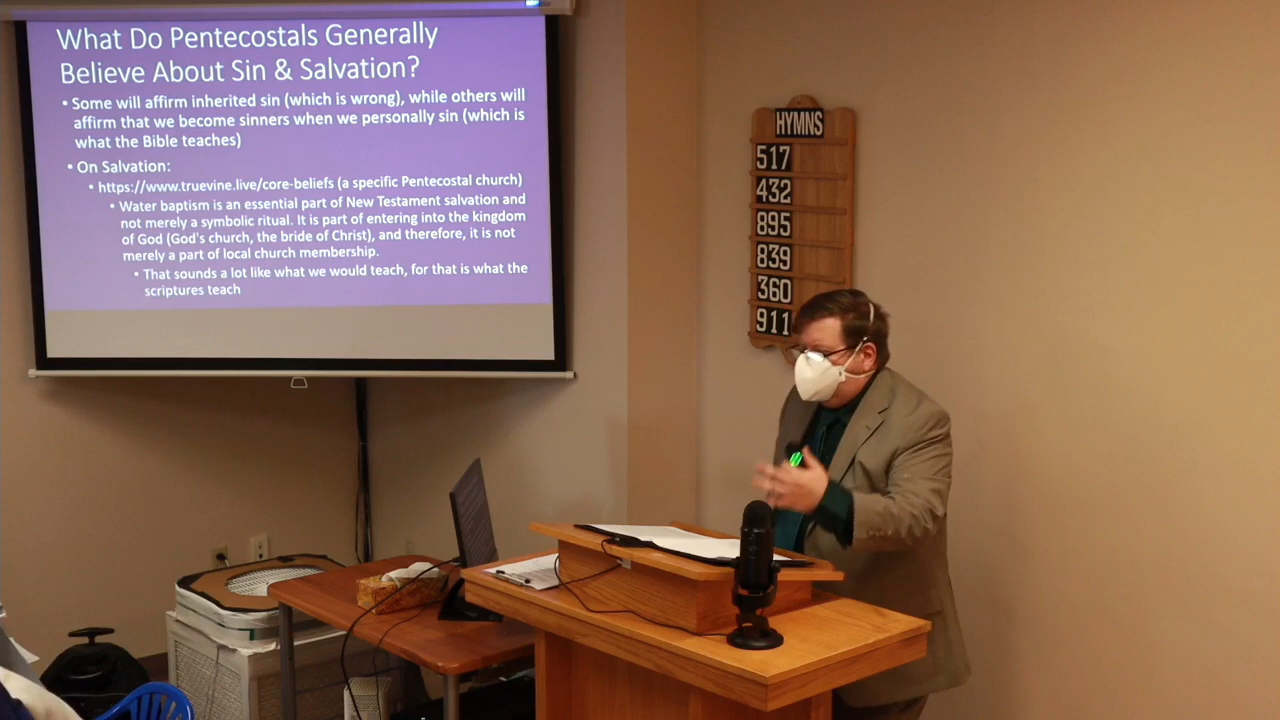 What Do Pentecostals Generally
Believe About Sin & Salvation?
• Some will affirm inherited sin (which is wrong), while others will
affirm that we become sinners when we personally sin (which is
what the Bible teaches)
• On Salvation:
• https://www.truevine.live/core-beliefs (a specific Pentecostal church)
• Water baptism is an essential part of New Testament salvation and
not merely a symbolic ritual. It is part of entering into the kingdom
of God (God's church, the bride of Christ), and therefore, it is not
merely a part of local church membership.
• That sounds a lot like what we would teach, for that is what the
scriptures teach
HYMNS
517
432
895
839
360
911